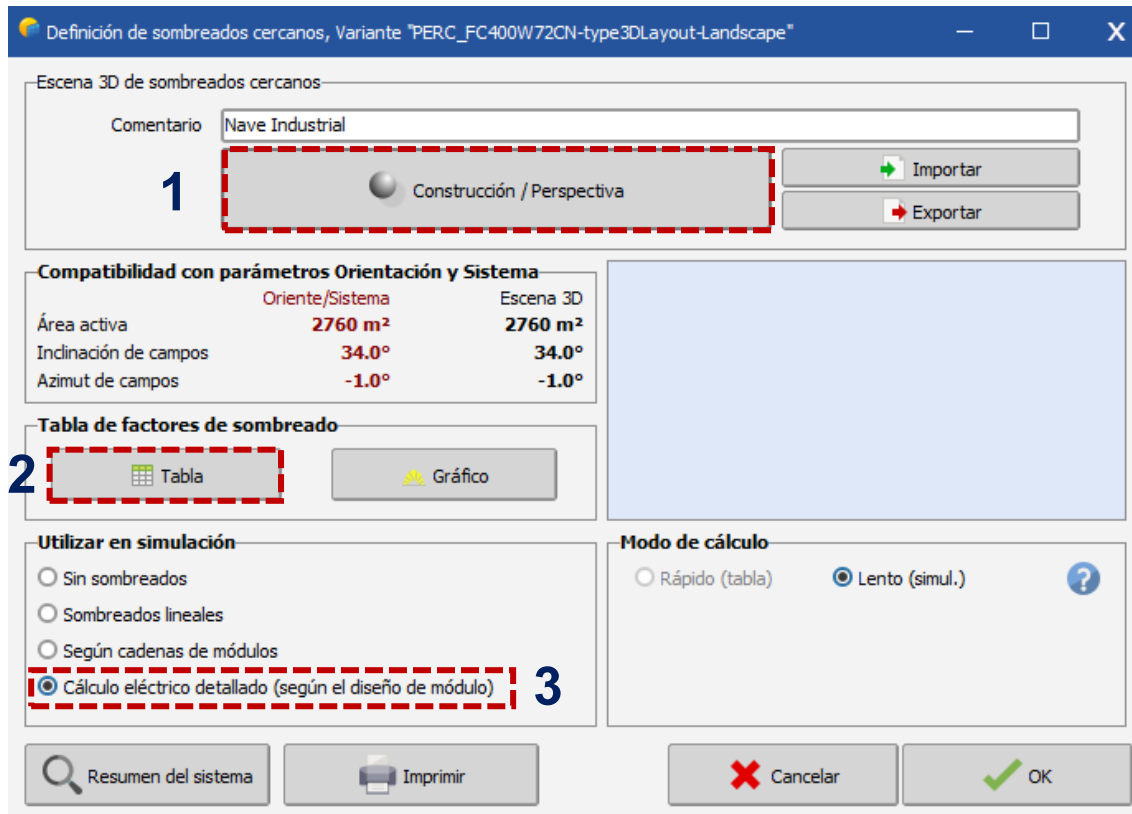 Definición de sombreados cercanos, Variante "PERC_FC400W72CN-type3DLayout-Landscape"
Escena 3D de sombreados cercanos
Comentario Nave Industrial
1 Construcción / Perspectiva
Importar
Exportar
Compatibilidad con parámetros Orientación y Sistema
Oriente/Sistema Escena 3D
Área activa 2760 m² 2760 m²
Inclinación de campos 34.0° 34.0°
Azimut de campos -1.0° -1.0°
Tabla de factores de sombreado
2 Tabla Gráfico
Utilizar en simulación
Sin sombreados
Sombreados lineales
Según cadenas de módulos
Cálculo eléctrico detallado (según el diseño de módulo) 3
Modo de cálculo
Rápido (tabla) Lento (simul.) ?
Resumen del sistema Imprimir Cancelar OK